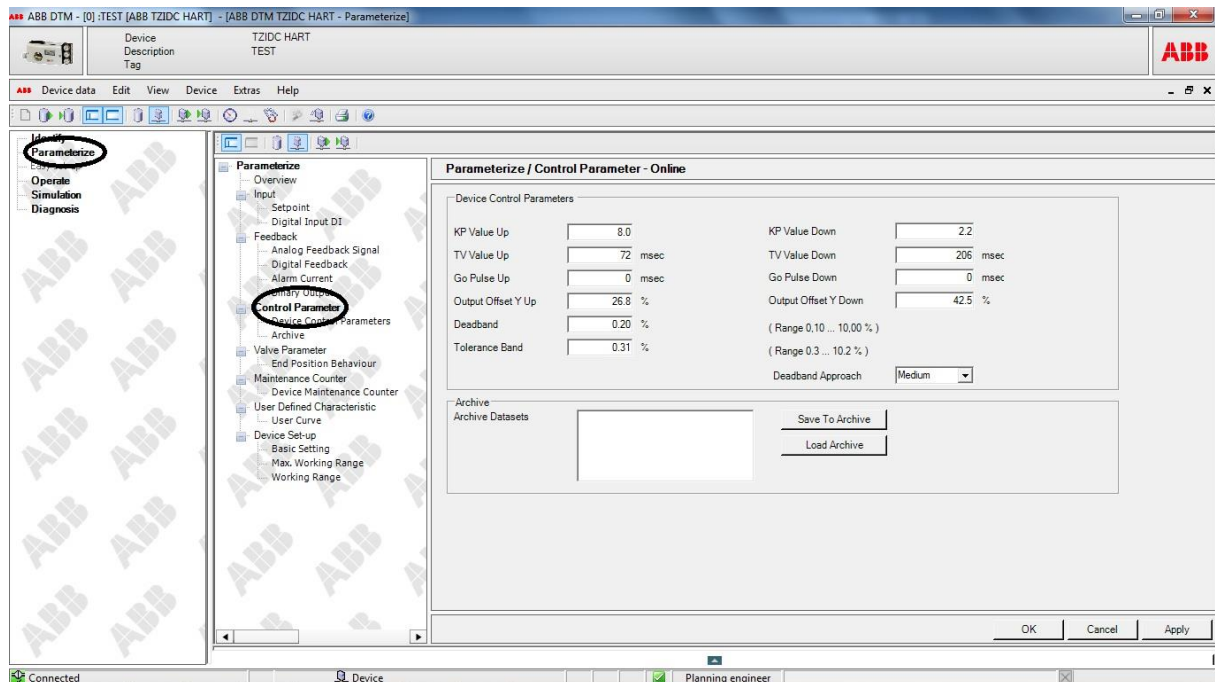 ABB ABB DTM - [0] :TEST [ABB TZIDC HART] - [ABB DTM TZIDC HART - Parameterize]
Device TZIDC HART
Description TEST
Tag
ABB
ABB Device data Edit View Device Extras Help
Identify
Parameterize
Operate
Simulation
Diagnosis
Parameterize
Overview
Input
Setpoint
Digital Input DI
Feedback
Analog Feedback Signal
Digital Feedback
Alarm Current
Binary Output
Control Parameter
Device Control Parameters
Archive
Valve Parameter
End Position Behaviour
Maintenance Counter
Device Maintenance Counter
User Defined Characteristic
User Curve
Device Set-up
Basic Setting
Max. Working Range
Working Range
Parameterize / Control Parameter - Online
Device Control Parameters
KP Value Up 8.0 KP Value Down 2.2
TV Value Up 72 msec TV Value Down 206 msec
Go Pulse Up 0 msec Go Pulse Down 0 msec
Output Offset Y Up 26.8 % Output Offset Y Down 42.5 %
Deadband 0.20 % ( Range 0,10 ... 10,00 % )
Tolerance Band 0.31 % ( Range 0.3 ... 10.2 % )
Deadband Approach Medium
Archive
Archive Datasets
Save To Archive
Load Archive
OK Cancel Apply
Connected Device Planning engineer